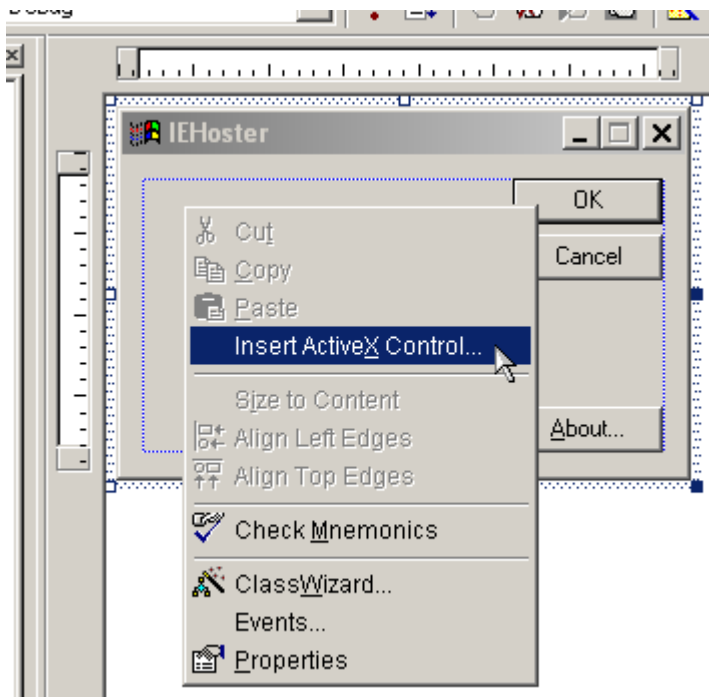 Debug
IEHoster
OK
Cut
Copy
Cancel
Paste
Insert ActiveX Control...
Size to Content
Align Left Edges
About...
Align Top Edges
Check Mnemonics
ClassWizard...
Events...
Properties